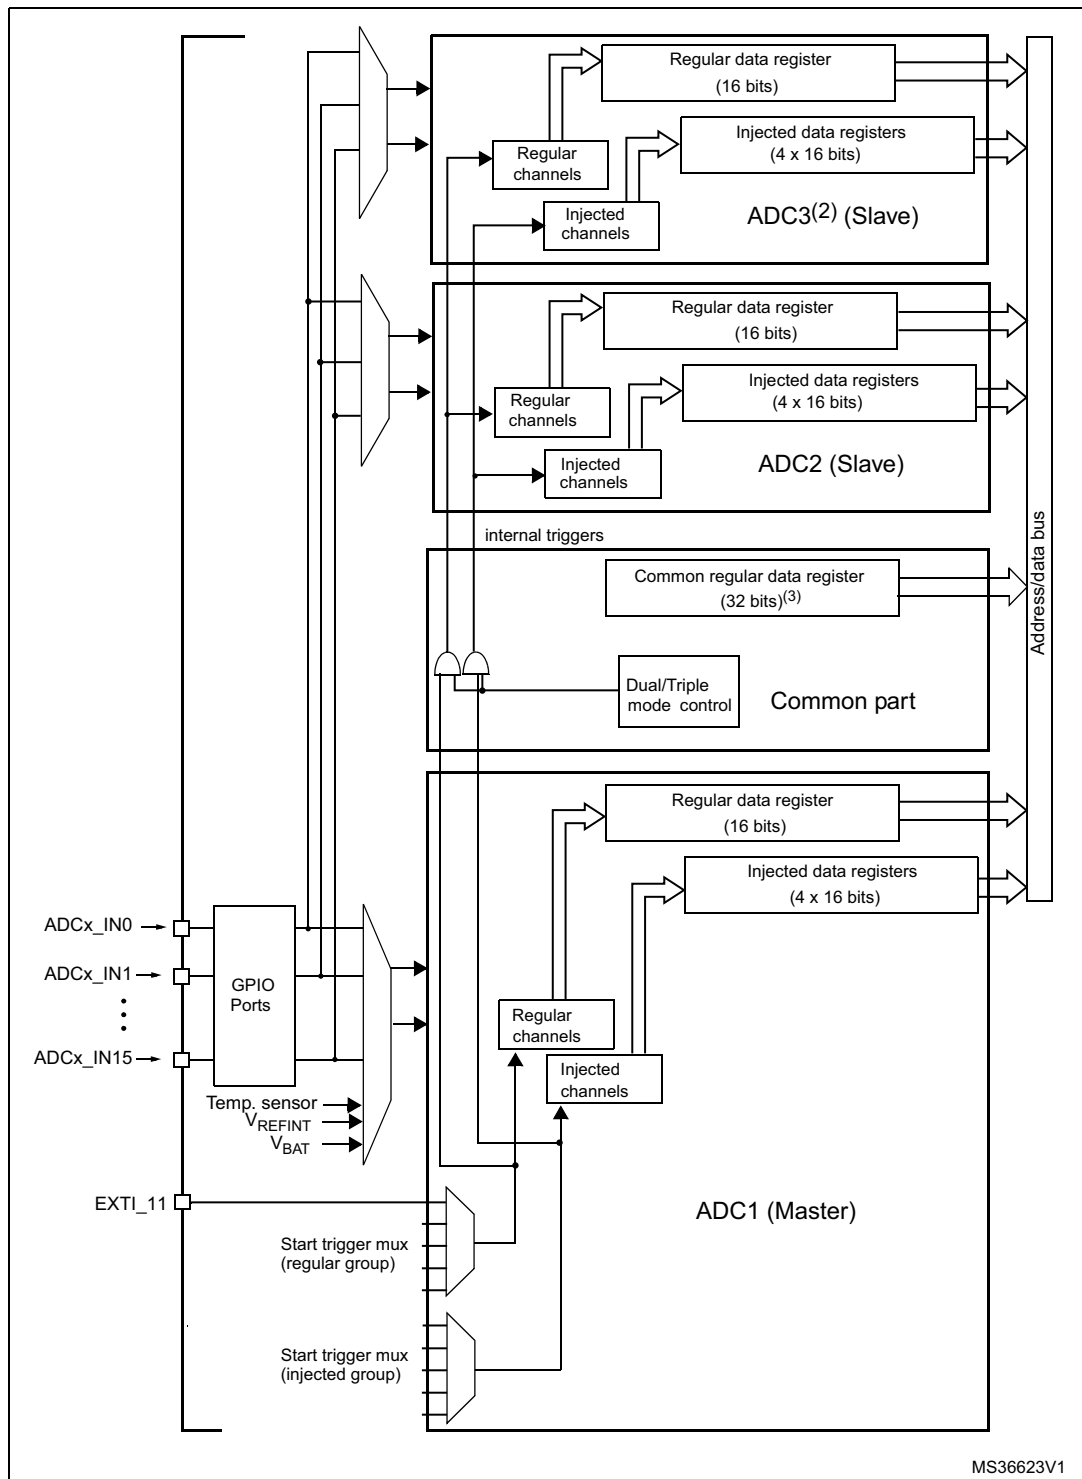 Regular data register
(16 bits)
Injected data registers
(4 x 16 bits)
Regular
channels
Injected
channels
ADC3(2) (Slave)
Regular data register
(16 bits)
Injected data registers
(4 x 16 bits)
Regular
channels
Injected
channels
ADC2 (Slave)
internal triggers
Common regular data register
(32 bits)(3)
Dual/Triple
mode control
Common part
Address/data bus
Regular data register
(16 bits)
Injected data registers
(4 x 16 bits)
ADCx_IN0
ADCx_IN1
ADCx_IN15
GPIO
Ports
Regular
channels
Injected
channels
Temp. sensor
VREFINT
VBAT
EXTI_11
ADC1 (Master)
Start trigger mux
(regular group)
Start trigger mux
(injected group)
MS36623V1